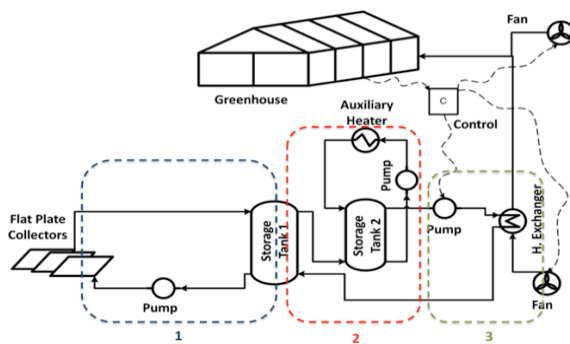 Fan
Greenhouse
C
Control
Auxiliary
Heater
Pump
Flat Plate
Collectors
Storage
Tank 1
Storage
Tank 2
Pump
H. Exchanger
Pump
Fan
1
2
3